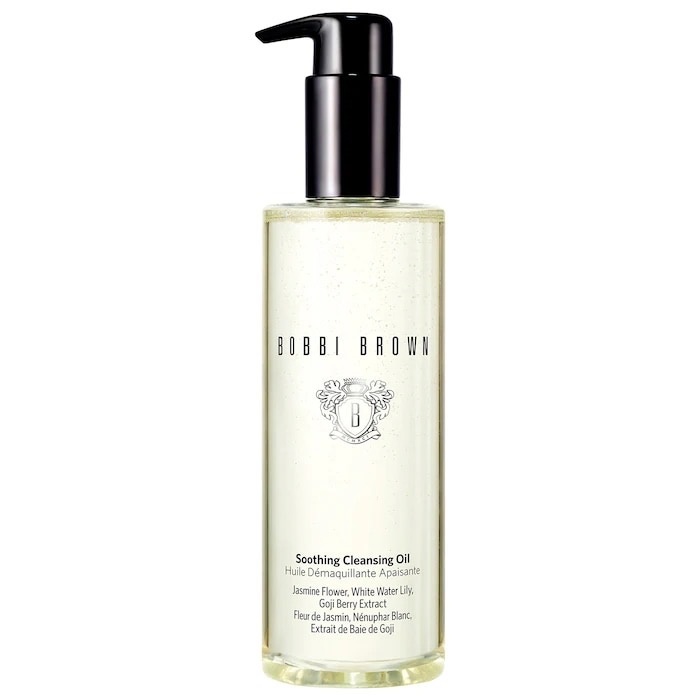 BOBBI BROWN
B
Soothing Cleansing Oil
Huile Démaquillante Apaisante
Jasmine Flower, White Water Lily,
Goji Berry Extract
Fleur de Jasmin, Nénuphar Blanc,
Extrait de Baie de Goji